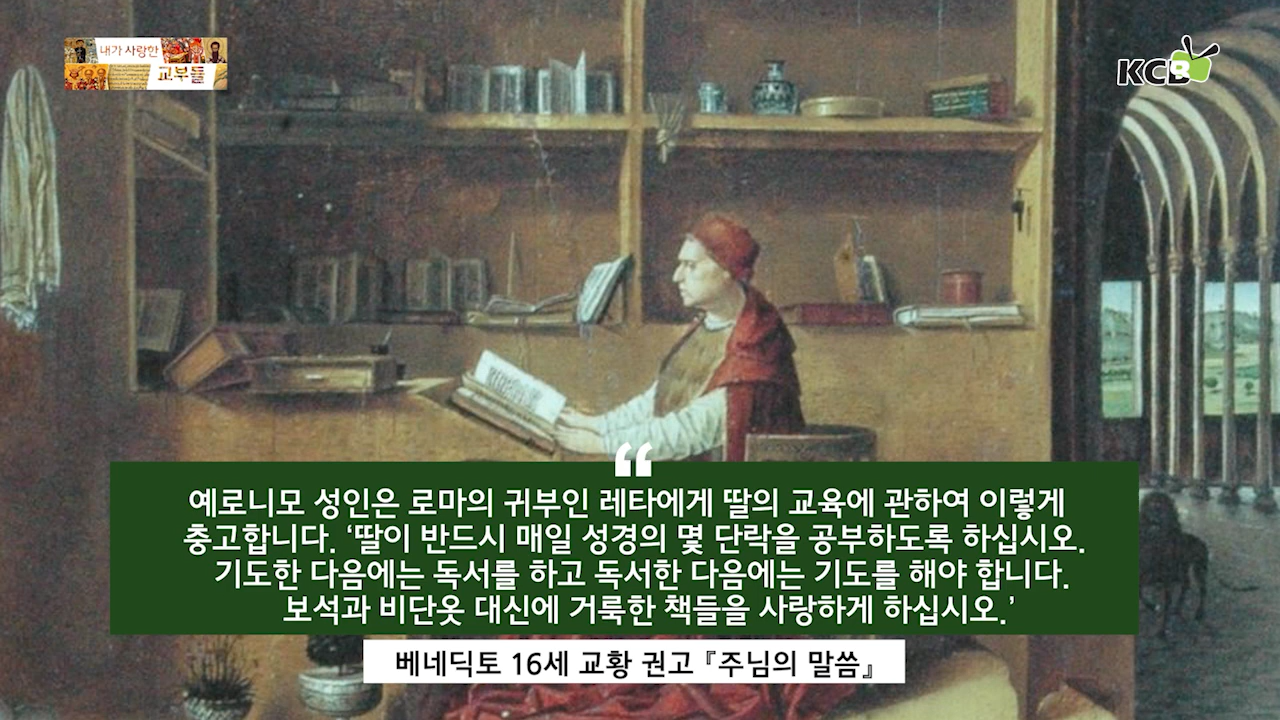 내가 사랑한
교부들
KCB
“
예로니모 성인은 로마의 귀부인 레타에게 딸의 교육에 관하여 이렇게
충고합니다. ‘딸이 반드시 매일 성경의 몇 단락을 공부하도록 하십시오.
기도한 다음에는 독서를 하고 독서한 다음에는 기도를 해야 합니다.
보석과 비단옷 대신에 거룩한 책들을 사랑하게 하십시오.’
베네딕토 16세 교황 권고 『주님의 말씀』